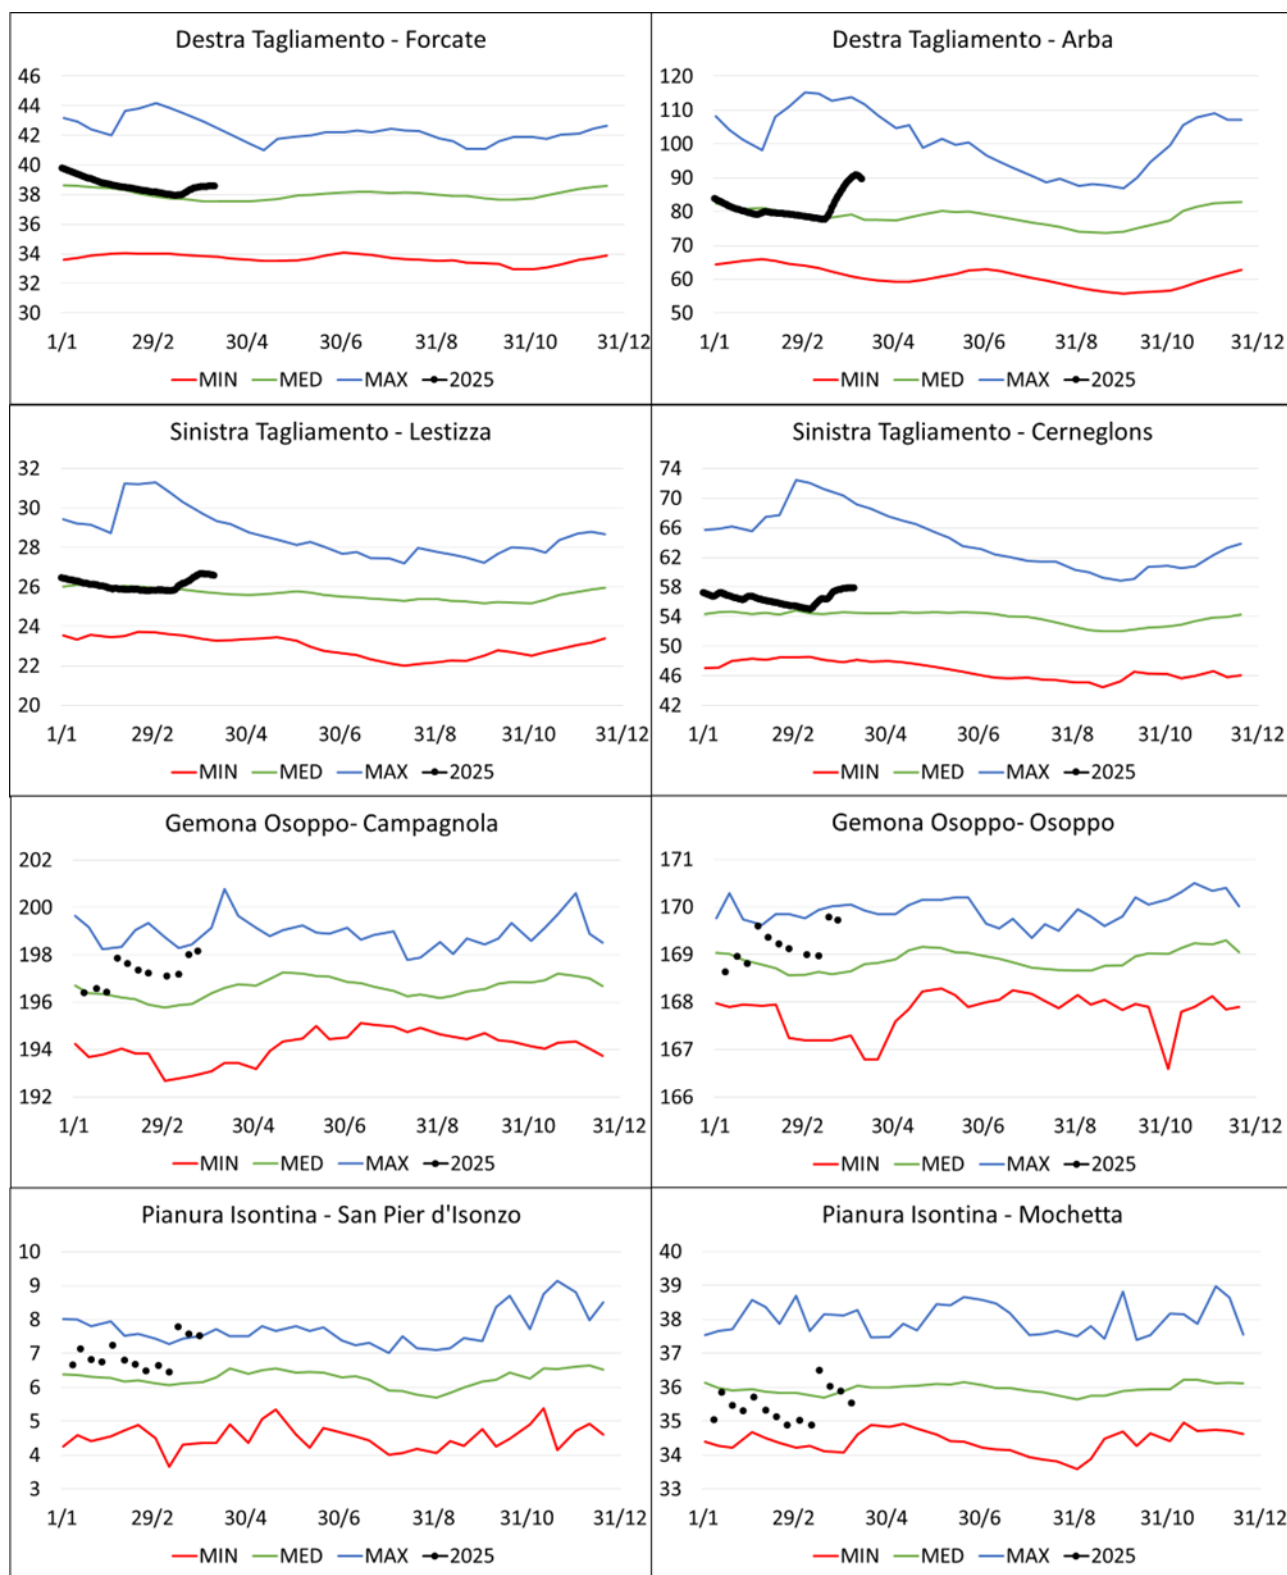 Destra Tagliamento - Forcate
46
44
42
40
38
36
34
32
30
1/1 29/2 30/4 30/6 31/8 31/10 31/12
MIN MED MAX 2025
Destra Tagliamento - Arba
120
110
100
90
80
70
60
50
1/1 29/2 30/4 30/6 31/8 31/10 31/12
MIN MED MAX 2025
Sinistra Tagliamento - Lestizza
32
30
28
26
24
22
20
1/1 29/2 30/4 30/6 31/8 31/10 31/12
MIN MED MAX 2025
Sinistra Tagliamento - Cerneglons
74
70
66
62
58
54
50
46
42
1/1 29/2 30/4 30/6 31/8 31/10 31/12
MIN MED MAX 2025
Gemona Osoppo- Campagnola
202
200
198
196
194
192
1/1 29/2 30/4 30/6 31/8 31/10 31/12
MIN MED MAX 2025
Gemona Osoppo- Osoppo
171
170
169
168
167
166
1/1 29/2 30/4 30/6 31/8 31/10 31/12
MIN MED MAX 2025
Pianura Isontina - San Pier d'Isonzo
10
9
8
7
6
5
4
3
1/1 29/2 30/4 30/6 31/8 31/10 31/12
MIN MED MAX 2025
Pianura Isontina - Mochetta
40
39
38
37
36
35
34
33
1/1 29/2 30/4 30/6 31/8 31/10 31/12
MIN MED MAX 2025